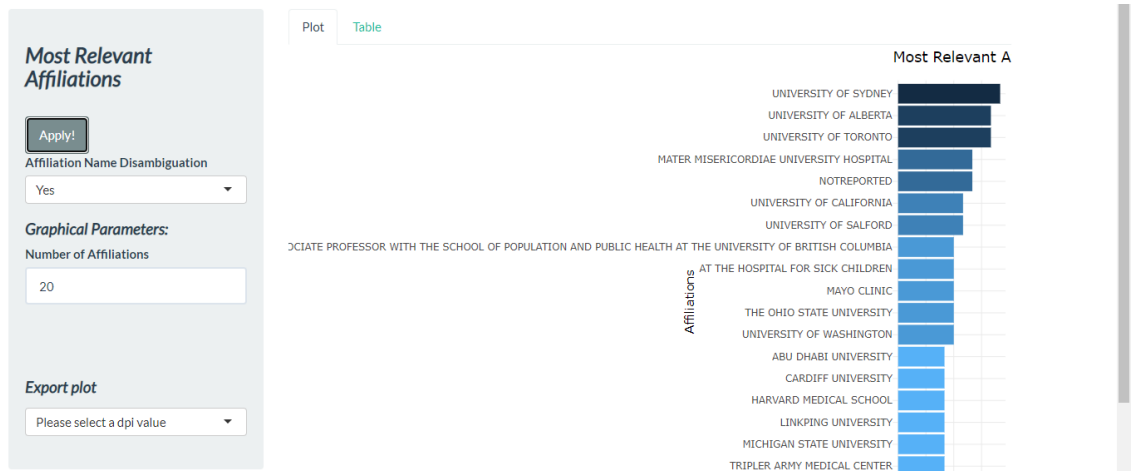 Most Relevant
Affiliations
Apply!
Affiliation Name Disambiguation
Yes
Graphical Parameters:
Number of Affiliations
20
Export plot
Please select a dpi value
Plot
Table
Most Relevant A
UNIVERSITY OF SYDNEY
UNIVERSITY OF ALBERTA
UNIVERSITY OF TORONTO
MATER MISERICORDIAE UNIVERSITY HOSPITAL
NOTREPORTED
UNIVERSITY OF CALIFORNIA
UNIVERSITY OF SALFORD
OCIATE PROFESSOR WITH THE SCHOOL OF POPULATION AND PUBLIC HEALTH AT THE UNIVERSITY OF BRITISH COLUMBIA
AT THE HOSPITAL FOR SICK CHILDREN
MAYO CLINIC
THE OHIO STATE UNIVERSITY
UNIVERSITY OF WASHINGTON
ABU DHABI UNIVERSITY
CARDIFF UNIVERSITY
HARVARD MEDICAL SCHOOL
LINKPING UNIVERSITY
MICHIGAN STATE UNIVERSITY
TRIPLER ARMY MEDICAL CENTER
Affiliations